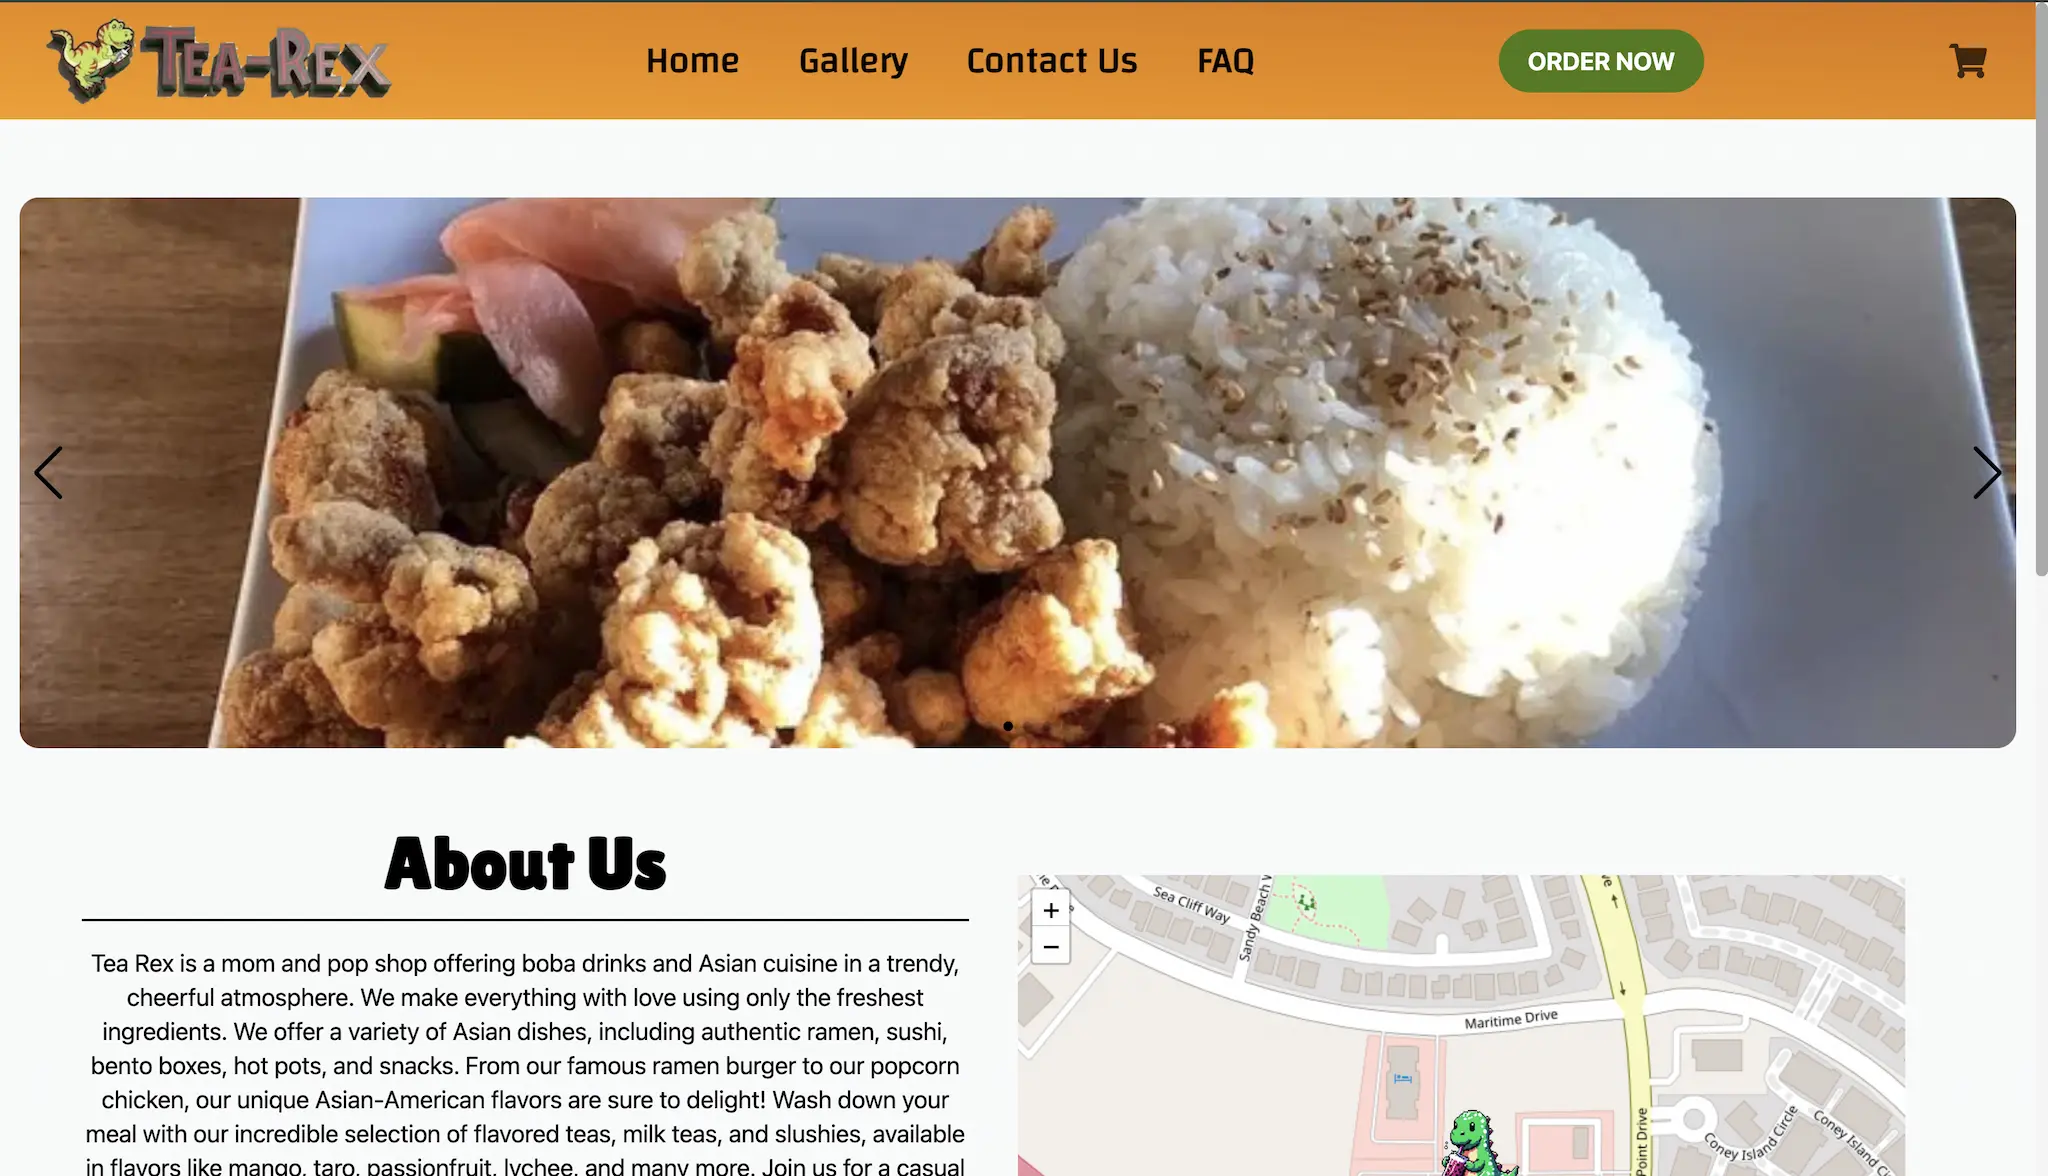 TEA-REX
Home
Gallery
Contact Us
FAQ
ORDER NOW
About Us
Tea Rex is a mom and pop shop offering boba drinks and Asian cuisine in a trendy,
cheerful atmosphere. We make everything with love using only the freshest
ingredients. We offer a variety of Asian dishes, including authentic ramen, sushi,
bento boxes, hot pots, and snacks. From our famous ramen burger to our popcorn
chicken, our unique Asian-American flavors are sure to delight! Wash down your
meal with our incredible selection of flavored teas, milk teas, and slushies, available
in flavors like mango, taro, passionfruit, lychee, and many more. Join us for a casual
+
−
Sea Cliff Way
Sandy Beach
Maritime Drive
Point Drive
Coney Island Circle
Coney Island